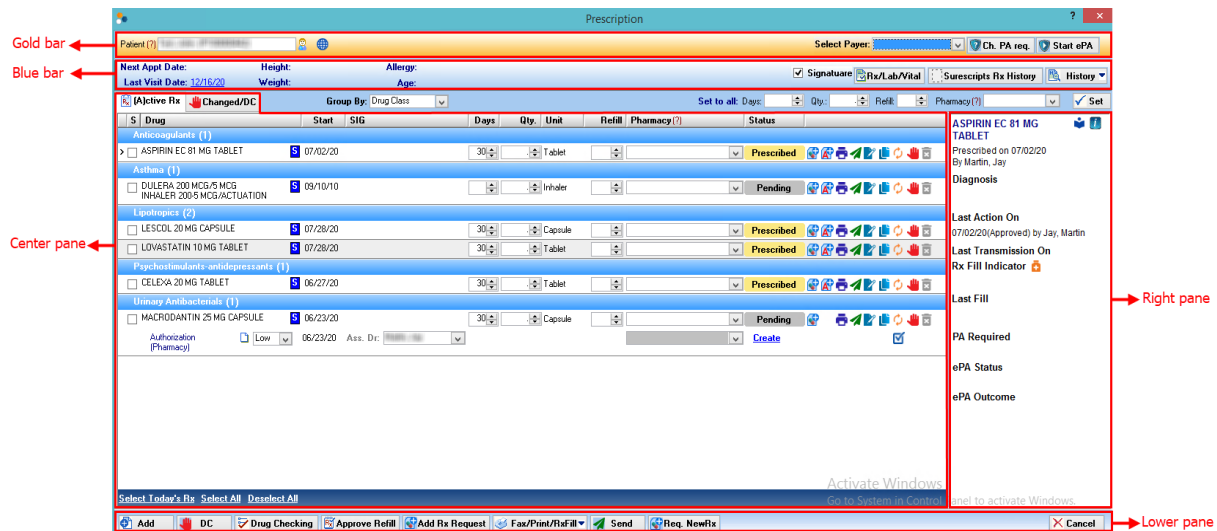 Prescription
?
Gold bar
Patient (?)
Select Payer:
Ch. PA req.
Start ePA
Blue bar
Next Appt Date: Height: Allergy:
Last Visit Date: 12/16/20 Weight: Age:
Signatuare Rx/Lab/Vital Surescripts Rx History History
(A)ctive Rx Changed/DC Group By: Drug Class Set to all: Days: Qty.: Refill: Pharmacy(?) Set
S Drug Start SIG Days Qty. Unit Refill Pharmacy(?) Status
Anticoagulants (1)
ASPIRIN EC 81 MG TABLET S 07/02/20 30 Tablet Prescribed
Asthma (1)
DULERA 200 MCG/5 MCG S 09/10/10 Inhaler Pending
INHALER 200-5 MCG/ACTUATION
Lipotropics (2)
LESCOL 20 MG CAPSULE S 07/28/20 30 Capsule Prescribed
LOVASTATIN 10 MG TABLET S 07/28/20 30 Tablet Prescribed
Psychostimulants-antidepressants (1)
CELEXA 20 MG TABLET S 06/27/20 30 Tablet Prescribed
Urinary Antibacterials (1)
MACRODANTIN 25 MG CAPSULE S 06/23/20 30 Capsule Pending
Authorization Low 06/23/20 Ass. Dr: Create
(Pharmacy)
Center pane
ASPIRIN EC 81 MG
TABLET
Prescribed on 07/02/20
By Martin, Jay
Diagnosis
Last Action On
07/02/20(Approved) by Jay, Martin
Last Transmission On
Rx Fill Indicator
Last Fill
PA Required
ePA Status
ePA Outcome
Right pane
Activate Windows
Go to System in Control Panel to activate Windows.
Select Today's Rx Select All Deselect All
Add DC Drug Checking Approve Refill Add Rx Request Fax/Print/RxFill Send Req. NewRx Cancel
Lower pane